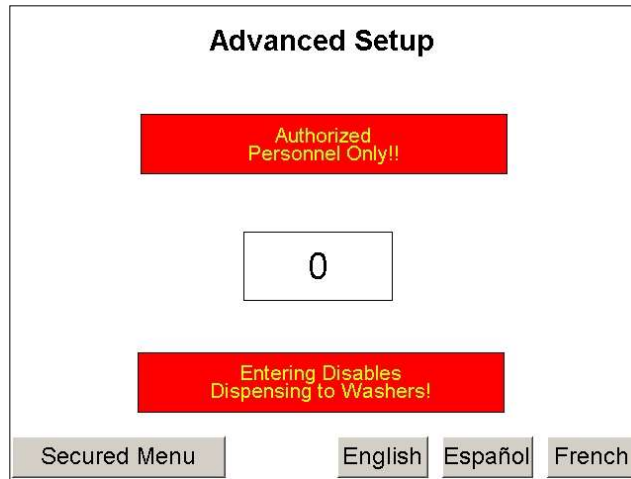 Advanced Setup
Authorized
Personnel Only!!
0
Entering Disables
Dispensing to Washers!
Secured Menu English Español French